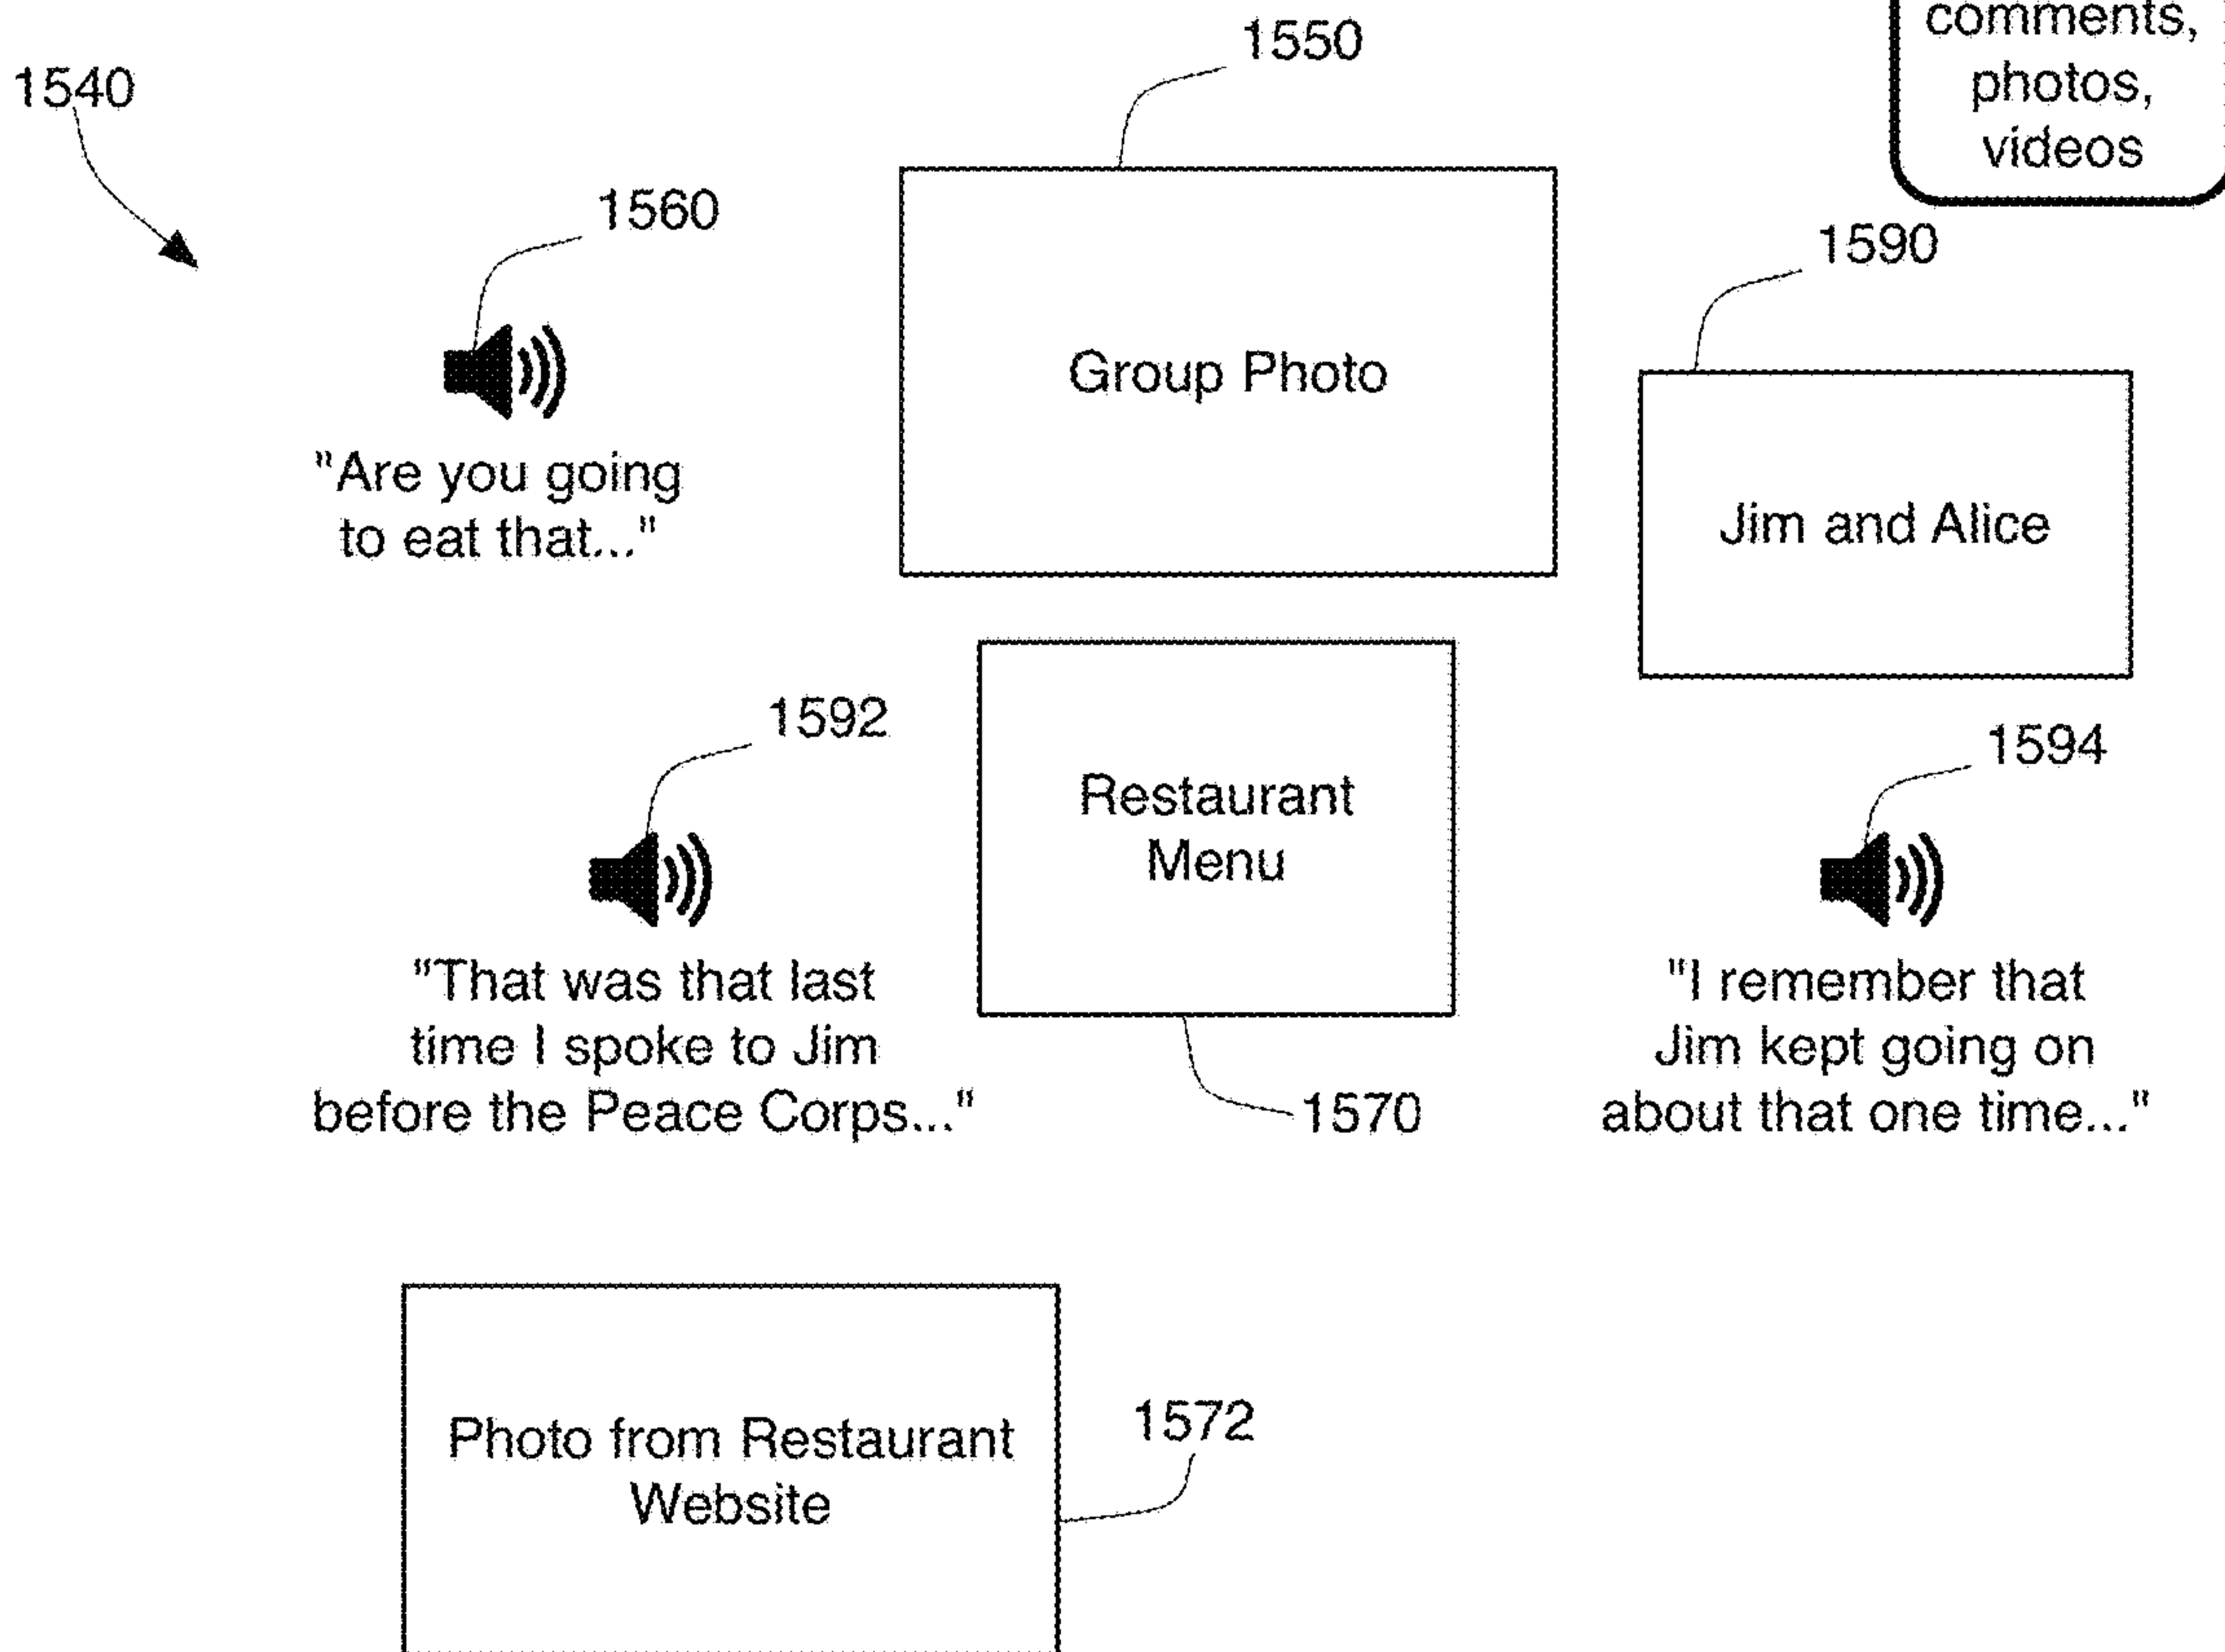 comments,
photos,
videos
1540
1550
1560
1590
Group Photo
"Are you going
to eat that..."
Jim and Alice
1592
1594
Restaurant
Menu
"That was that last
time I spoke to Jim
before the Peace Corps..."
"I remember that
Jim kept going on
about that one time..."
1570
Photo from Restaurant
Website
1572